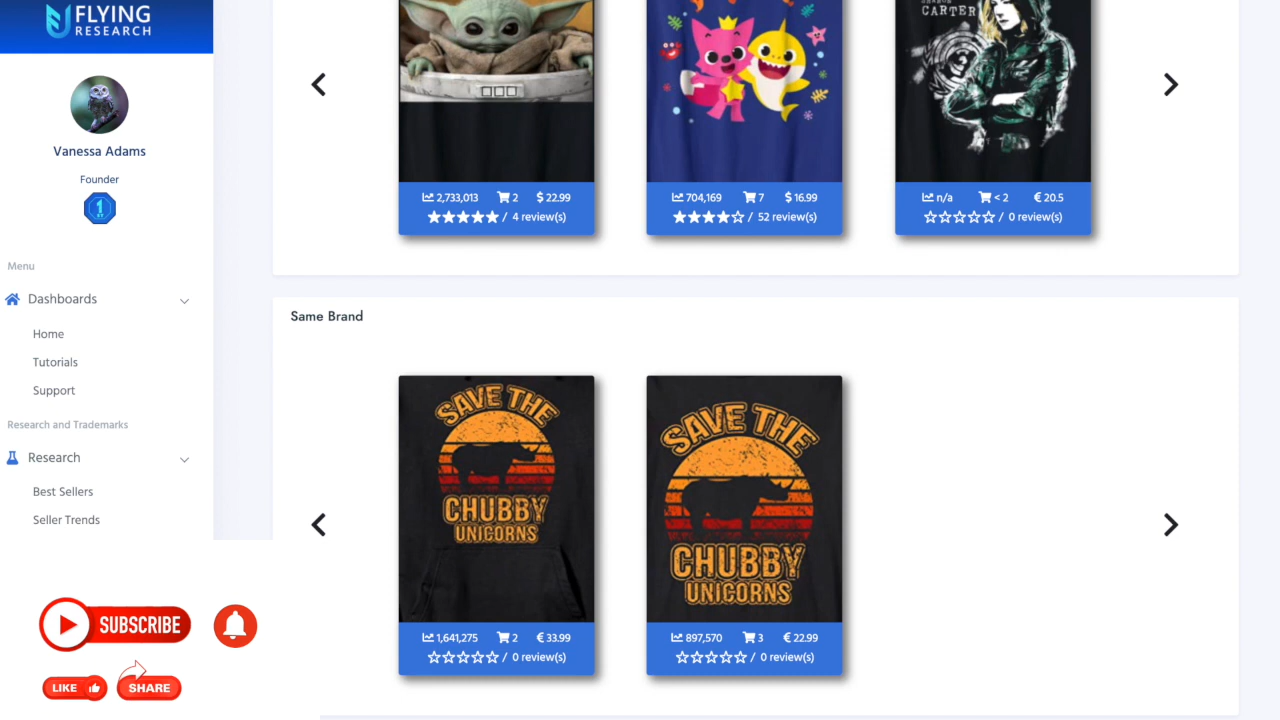 FLYING
RESEARCH
Vanessa Adams
Founder
1
Menu
Dashboards
Home
Tutorials
Support
Research and Trademarks
Research
Best Sellers
Seller Trends
SUBSCRIBE
LIKE
SHARE
CARTER
2,733,013 2 $ 22.99
/ 4 review(s)
704,169 7 $ 16.99
/ 52 review(s)
n/a < 2 € 20.5
/ 0 review(s)
Same Brand
SAVE THE
CHUBBY
UNICORNS
1,641,275 2 € 33.99
/ 0 review(s)
SAVE THE
CHUBBY
UNICORNS
897,570 3 € 22.99
/ 0 review(s)